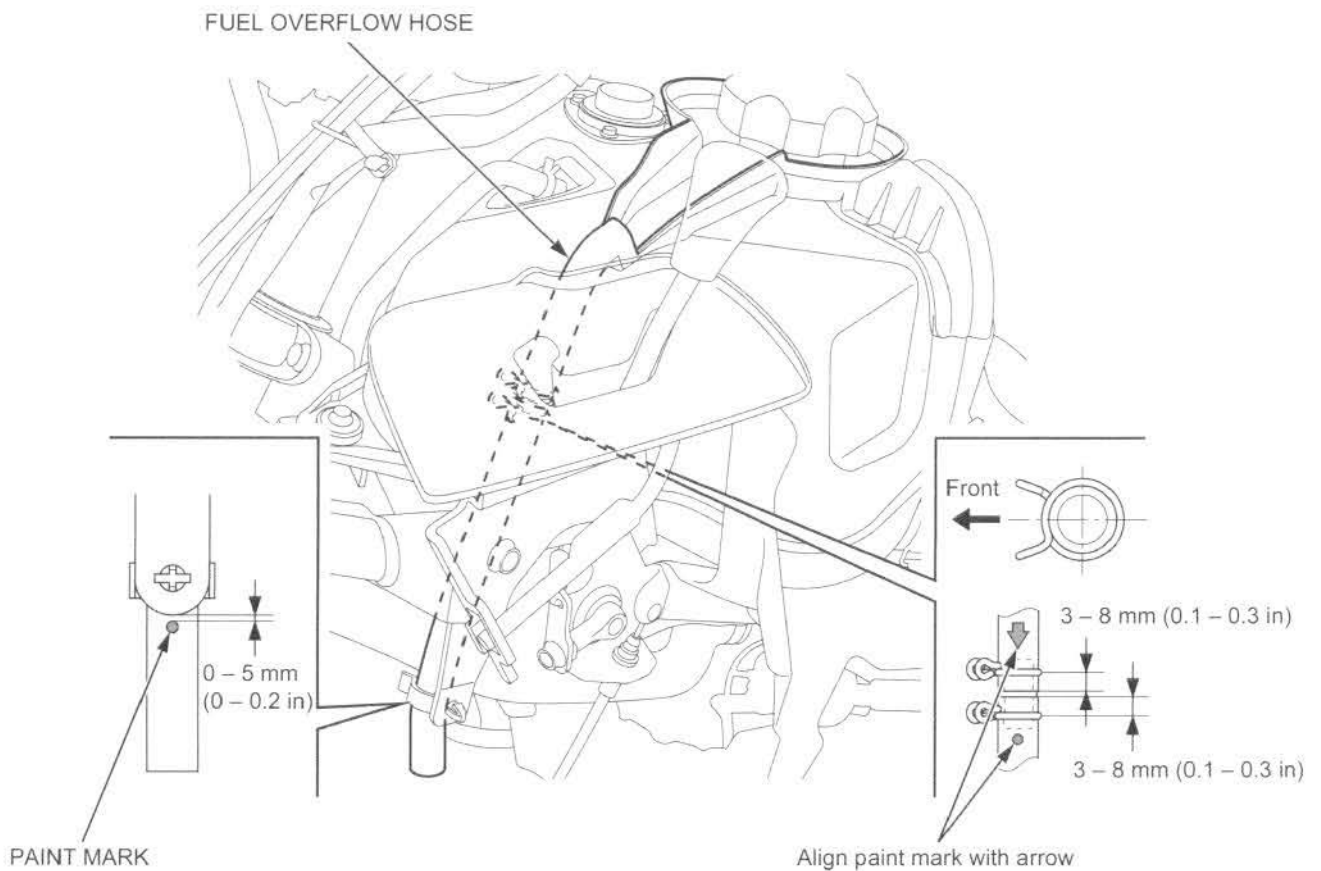 FUEL OVERFLOW HOSE
Front
3 – 8 mm (0.1 – 0.3 in)
0 – 5 mm
(0 – 0.2 in)
3 – 8 mm (0.1 – 0.3 in)
PAINT MARK
Align paint mark with arrow